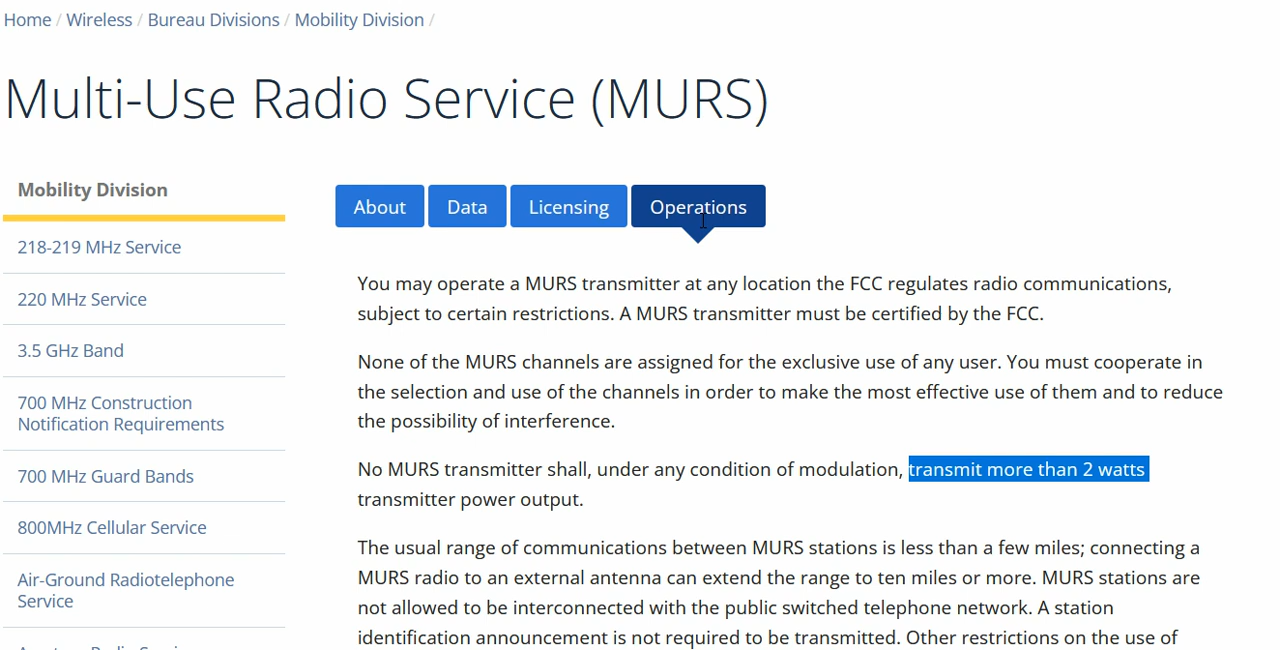 Home / Wireless / Bureau Divisions / Mobility Division /
Multi-Use Radio Service (MURS)
Mobility Division
218-219 MHz Service
220 MHz Service
3.5 GHz Band
700 MHz Construction
Notification Requirements
700 MHz Guard Bands
800MHz Cellular Service
Air-Ground Radiotelephone
Service
About Data Licensing Operations
You may operate a MURS transmitter at any location the FCC regulates radio communications,
subject to certain restrictions. A MURS transmitter must be certified by the FCC.
None of the MURS channels are assigned for the exclusive use of any user. You must cooperate in
the selection and use of the channels in order to make the most effective use of them and to reduce
the possibility of interference.
No MURS transmitter shall, under any condition of modulation, transmit more than 2 watts
transmitter power output.
The usual range of communications between MURS stations is less than a few miles; connecting a
MURS radio to an external antenna can extend the range to ten miles or more. MURS stations are
not allowed to be interconnected with the public switched telephone network. A station
identification announcement is not required to be transmitted. Other restrictions on the use of